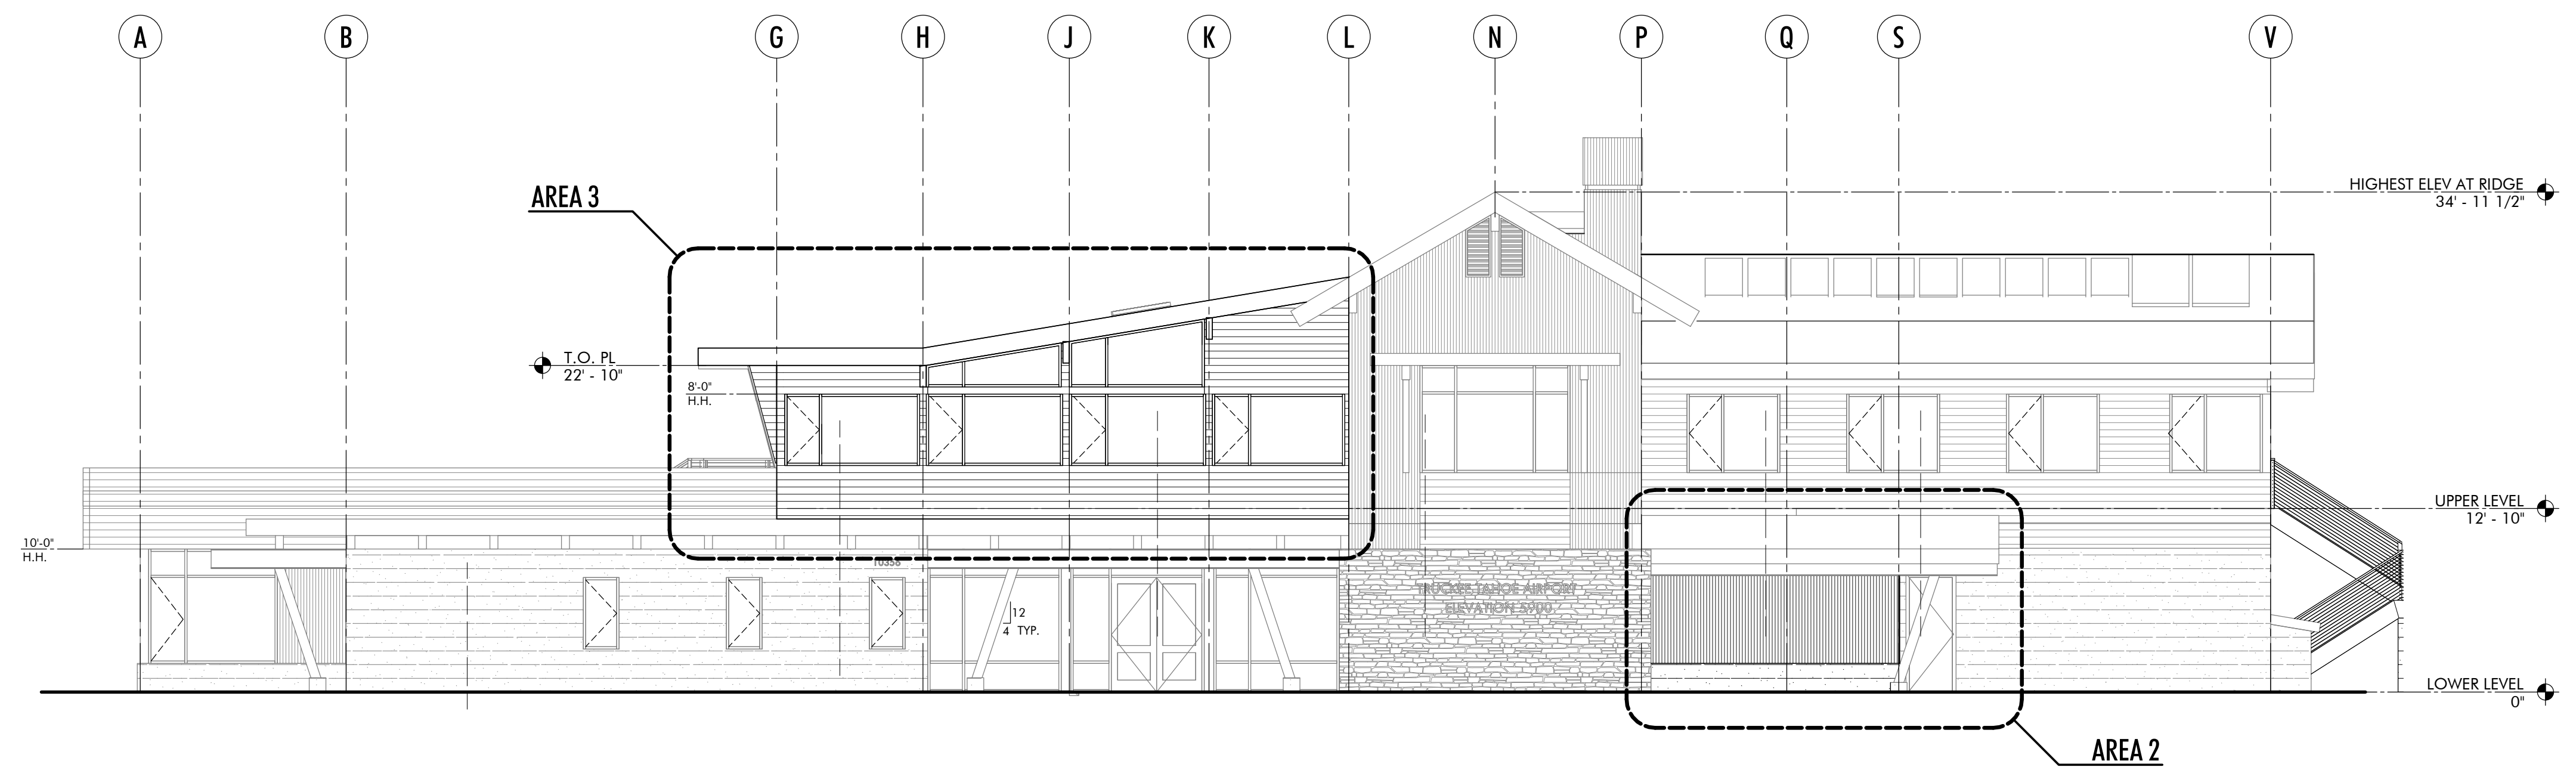 A B G H J K L N P Q S V
HIGHEST ELEV AT RIDGE
34' - 11 1/2"
AREA 3
T.O. PL
22' - 10"
8'-0"
H.H.
UPPER LEVEL
12' - 10"
10'-0"
H.H.
10358
TRUCKEE TAHOE AIRPORT
ELEVATION 5900
12
4 TYP.
LOWER LEVEL
0"
AREA 2